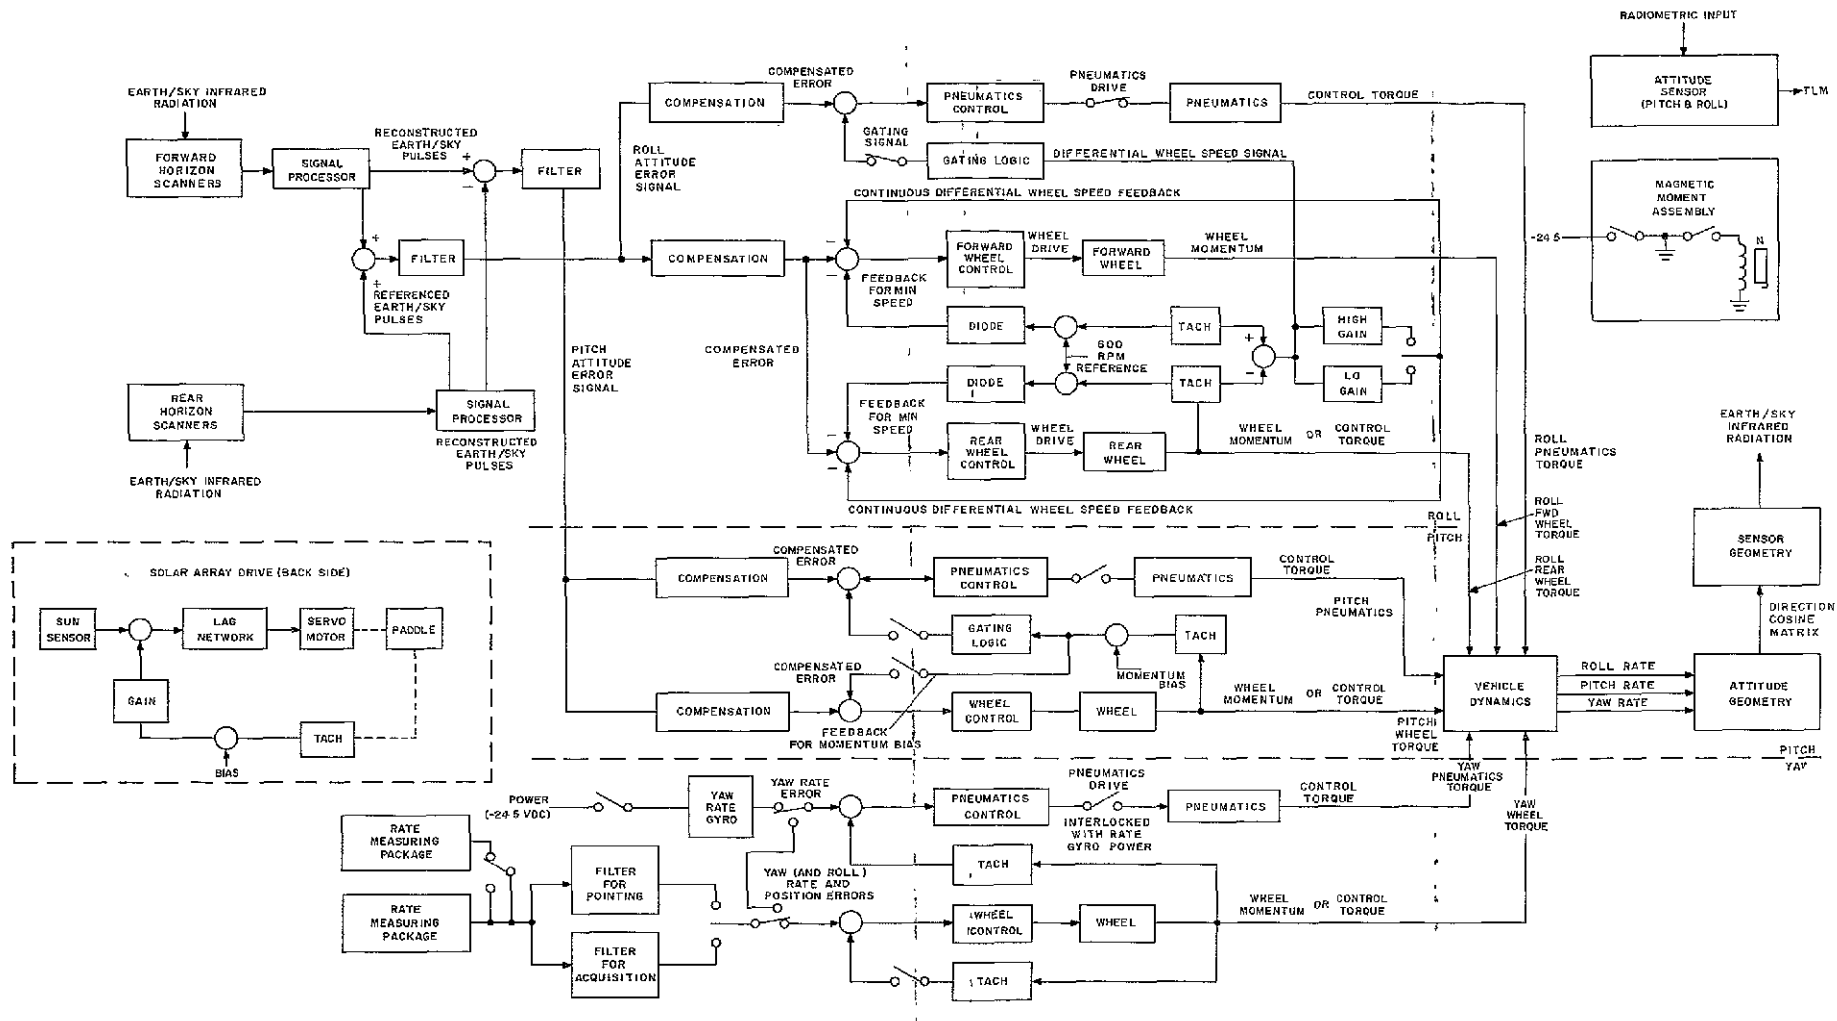 RADIOMETRIC INPUT
ATTITUDE
SENSOR
(PITCH & ROLL)
TLM
MAGNETIC
MOMENT
ASSEMBLY
-24 5
N
EARTH/SKY INFRARED
RADIATION
FORWARD
HORIZON
SCANNERS
SIGNAL
PROCESSOR
RECONSTRUCTED
EARTH/SKY
PULSES
+
−
FILTER
+
+
FILTER
REFERENCED
EARTH/SKY
PULSES
ROLL
ATTITUDE
ERROR
SIGNAL
PITCH
ATTITUDE
ERROR
SIGNAL
REAR
HORIZON
SCANNERS
SIGNAL
PROCESSOR
RECONSTRUCTED
EARTH/SKY
PULSES
EARTH/SKY INFRARED
RADIATION
COMPENSATION
COMPENSATED
ERROR
PNEUMATICS
CONTROL
PNEUMATICS
DRIVE
PNEUMATICS
CONTROL TORQUE
GATING
SIGNAL
GATING LOGIC
DIFFERENTIAL WHEEL SPEED SIGNAL
CONTINUOUS DIFFERENTIAL WHEEL SPEED FEEDBACK
COMPENSATION
−
−
FORWARD
WHEEL
CONTROL
WHEEL
DRIVE
FORWARD
WHEEL
WHEEL
MOMENTUM
FEEDBACK
FOR MIN
SPEED
DIODE
TACH
HIGH
GAIN
COMPENSATED
ERROR
600
RPM
REFERENCE
+
−
DIODE
TACH
LO
GAIN
FEEDBACK
FOR MIN
SPEED
−
−
REAR
WHEEL
CONTROL
WHEEL
DRIVE
REAR
WHEEL
WHEEL
MOMENTUM OR CONTROL
TORQUE
CONTINUOUS DIFFERENTIAL WHEEL SPEED FEEDBACK
ROLL
PITCH
ROLL
PNEUMATICS
TORQUE
ROLL
FWD
WHEEL
TORQUE
ROLL
REAR
WHEEL
TORQUE
EARTH/SKY
INFRARED
RADIATION
SENSOR
GEOMETRY
DIRECTION
COSINE
MATRIX
ATTITUDE
GEOMETRY
ROLL RATE
PITCH RATE
YAW RATE
VEHICLE
DYNAMICS
SOLAR ARRAY DRIVE (BACK SIDE)
SUN
SENSOR
LAG
NETWORK
SERVO
MOTOR
PADDLE
GAIN
TACH
BIAS
COMPENSATION
COMPENSATED
ERROR
PNEUMATICS
CONTROL
PNEUMATICS
CONTROL
TORQUE
PITCH
PNEUMATICS
GATING
LOGIC
TACH
MOMENTUM
BIAS
COMPENSATED
ERROR
COMPENSATION
WHEEL
CONTROL
WHEEL
WHEEL
MOMENTUM OR CONTROL
TORQUE
FEEDBACK
FOR MOMENTUM BIAS
PITCH
WHEEL
TORQUE
PITCH
YAW
POWER
(-24 5 VDC)
YAW
RATE
GYRO
YAW RATE
ERROR
PNEUMATICS
CONTROL
PNEUMATICS
DRIVE
PNEUMATICS
CONTROL
TORQUE
YAW
PNEUMATICS
TORQUE
YAW
WHEEL
TORQUE
INTERLOCKED
WITH RATE
GYRO POWER
RATE
MEASURING
PACKAGE
RATE
MEASURING
PACKAGE
FILTER
FOR
POINTING
FILTER
FOR
ACQUISITION
YAW (AND ROLL)
RATE AND
POSITION ERRORS
TACH
WHEEL
CONTROL
WHEEL
WHEEL
MOMENTUM OR CONTROL
TORQUE
TACH